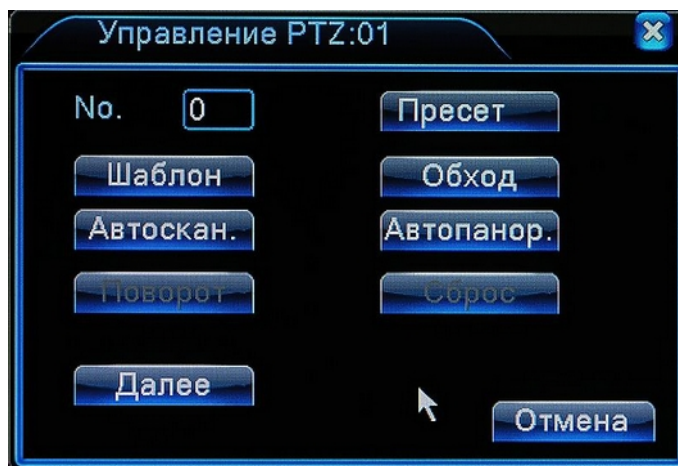 Управление PTZ:01
No. 0 Пресет
Шаблон Обход
Автоскан. Автопанор.
Поворот Сброс
Далее
Отмена